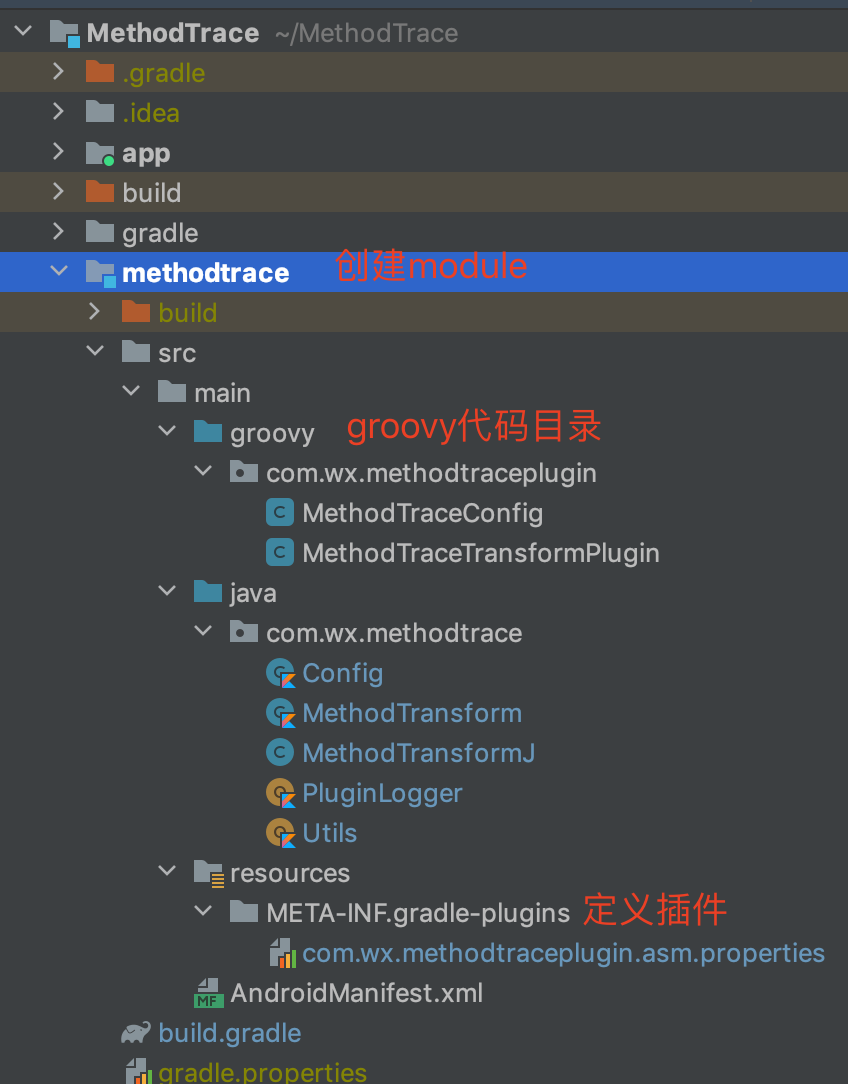 MethodTrace ~/MethodTrace
.gradle
.idea
app
build
gradle
methodtrace 创建module
build
src
main
groovy groovy代码目录
com.wx.methodtraceplugin
C MethodTraceConfig
C MethodTraceTransformPlugin
java
com.wx.methodtrace
Config
MethodTransform
C MethodTransformJ
PluginLogger
Utils
resources
META-INF.gradle-plugins 定义插件
com.wx.methodtraceplugin.asm.properties
MF AndroidManifest.xml
build.gradle
gradle.properties